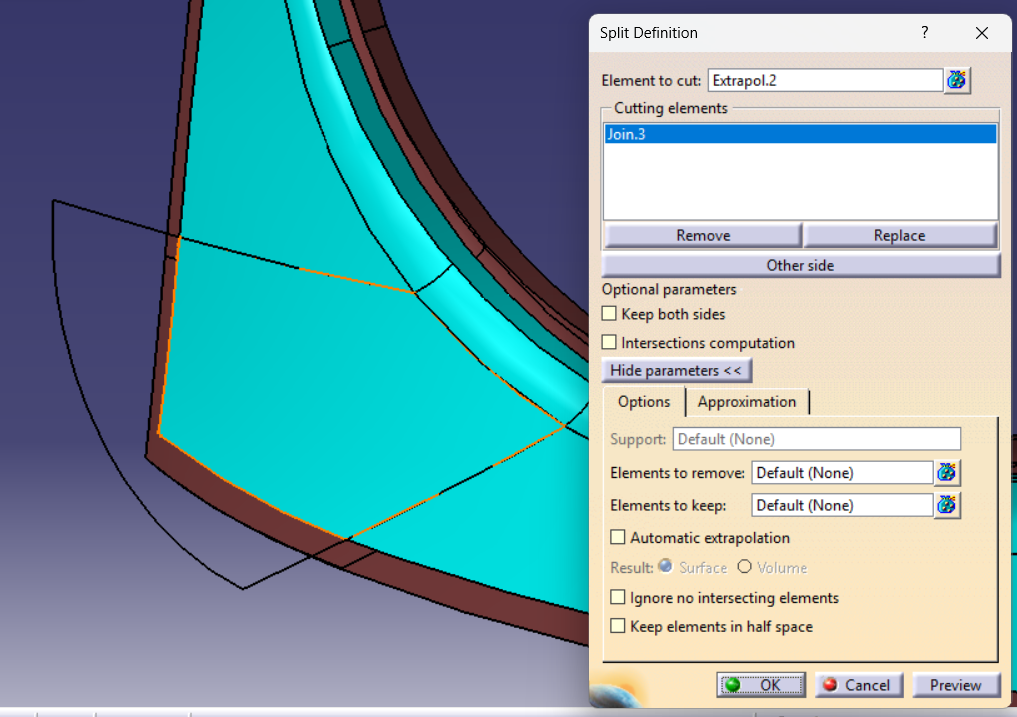 Split Definition ? ×
Element to cut: Extrapol.2
Cutting elements
Join.3
Remove Replace
Other side
Optional parameters
Keep both sides
Intersections computation
Hide parameters <<
Options Approximation
Support: Default (None)
Elements to remove: Default (None)
Elements to keep: Default (None)
Automatic extrapolation
Result: Surface Volume
Ignore no intersecting elements
Keep elements in half space
OK Cancel Preview